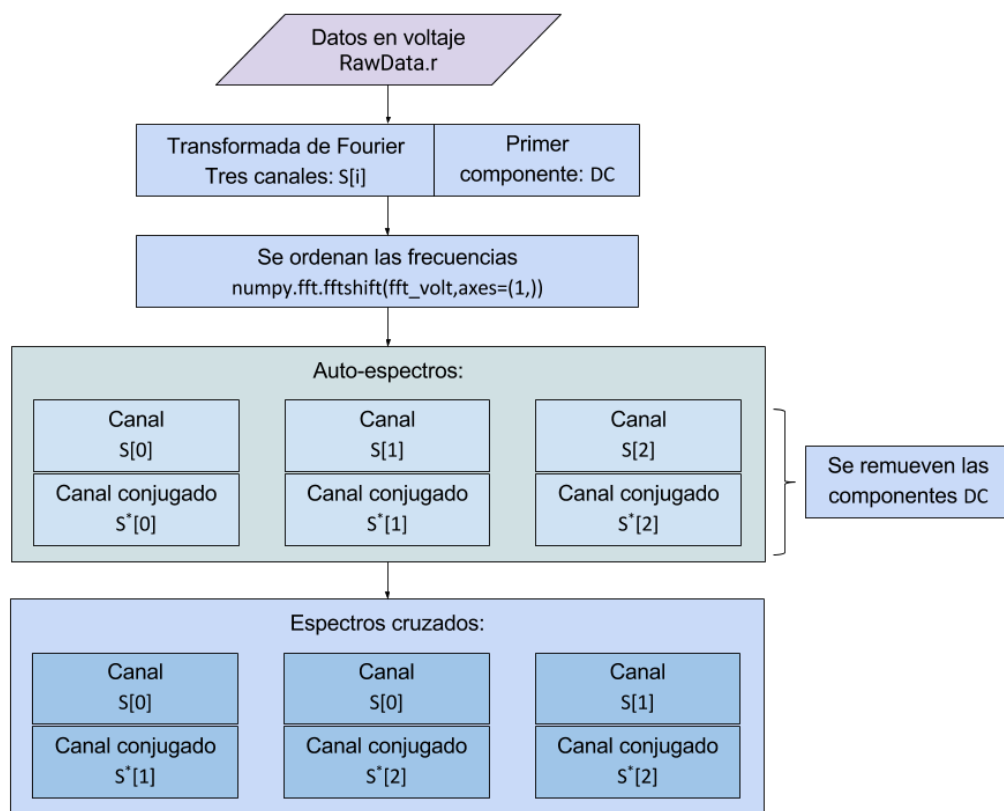 Datos en voltaje
RawData.r
Transformada de Fourier
Tres canales: S[i]
Primer
componente: DC
Se ordenan las frecuencias
numpy.fft.fftshift(fft_volt,axes=(1,))
Auto-espectros:
Canal
S[0]
Canal conjugado
S*[0]
Canal
S[1]
Canal conjugado
S*[1]
Canal
S[2]
Canal conjugado
S*[2]
Se remueven las
componentes DC
Espectros cruzados:
Canal
S[0]
Canal conjugado
S*[1]
Canal
S[0]
Canal conjugado
S*[2]
Canal
S[1]
Canal conjugado
S*[2]